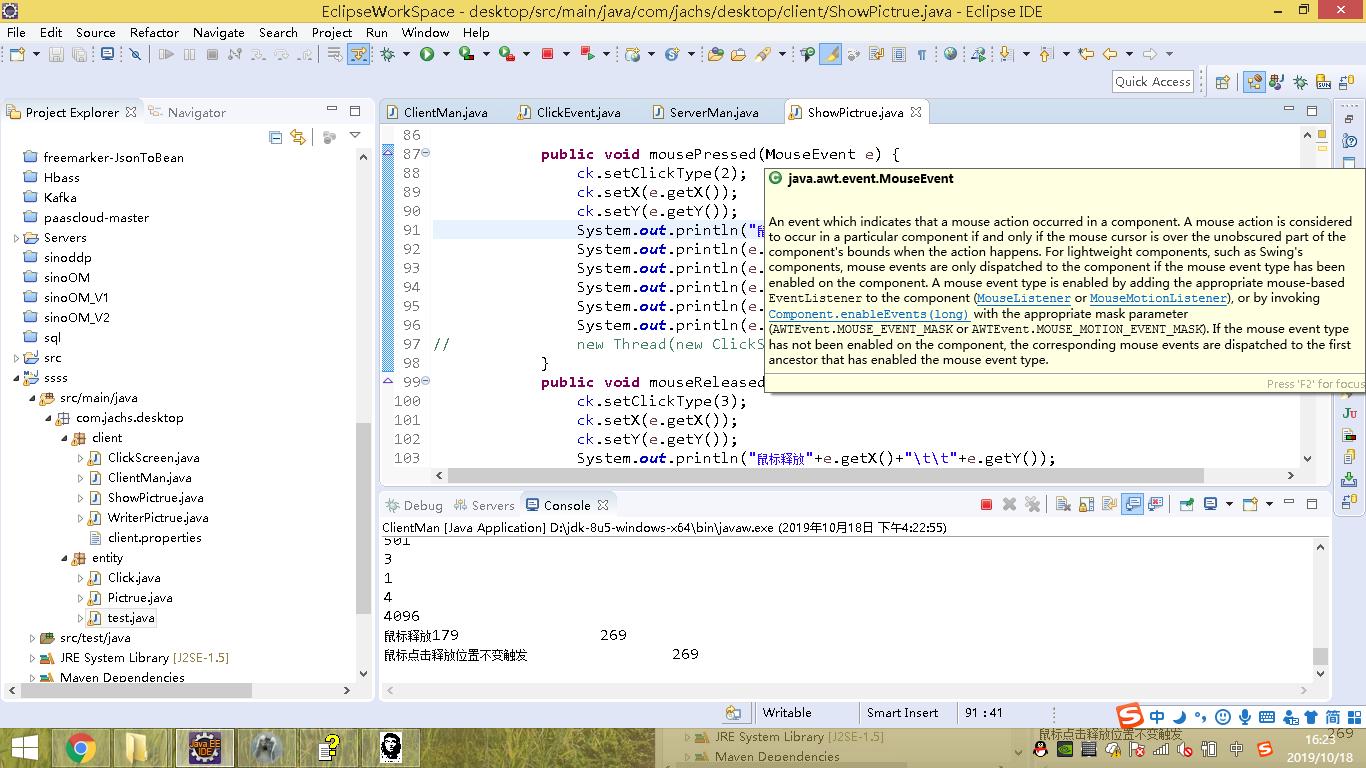 EclipseWorkSpace - desktop/src/main/java/com/jachs/desktop/client/ShowPictrue.java - Eclipse IDE
File Edit Source Refactor Navigate Search Project Run Window Help
Quick Access
Project Explorer Navigator
freemarker-JsonToBean
Hbass
Kafka
paascloud-master
Servers
sinoddp
sinoOM
sinoOM_V1
sinoOM_V2
sql
src
ssss
src/main/java
com.jachs.desktop
client
ClickScreen.java
ClientMan.java
ShowPictrue.java
WriterPictrue.java
client.properties
entity
Click.java
Pictrue.java
test.java
src/test/java
JRE System Library [J2SE-1.5]
Maven Dependencies
ClientMan.java ClickEvent.java ServerMan.java ShowPictrue.java
86
87 public void mousePressed(MouseEvent e) {
88 ck.setClickType(2);
89 ck.setX(e.getX());
90 ck.setY(e.getY());
91 System.out.println("鼠
92 System.out.println(e.
93 System.out.println(e.
94 System.out.println(e.
95 System.out.println(e.
96 System.out.println(e.
97 // new Thread(new ClickS
98 }
99 public void mouseReleased
100 ck.setClickType(3);
101 ck.setX(e.getX());
102 ck.setY(e.getY());
103 System.out.println("鼠标释放"+e.getX()+"\t\t"+e.getY());
java.awt.event.MouseEvent
An event which indicates that a mouse action occurred in a component. A mouse action is considered
to occur in a particular component if and only if the mouse cursor is over the unobscured part of the
component's bounds when the action happens. For lightweight components, such as Swing's
components, mouse events are only dispatched to the component if the mouse event type has been
enabled on the component. A mouse event type is enabled by adding the appropriate mouse-based
EventListener to the component (MouseListener or MouseMotionListener), or by invoking
Component.enableEvents(long) with the appropriate mask parameter
(AWTEvent.MOUSE_EVENT_MASK or AWTEvent.MOUSE_MOTION_EVENT_MASK). If the mouse event type
has not been enabled on the component, the corresponding mouse events are dispatched to the first
ancestor that has enabled the mouse event type.
Press 'F2' for focus
Debug Servers Console
ClientMan [Java Application] D:\jdk-8u5-windows-x64\bin\javaw.exe (2019年10月18日 下午4:22:55)
501
3
1
4
4096
鼠标释放179 269
鼠标点击释放位置不变触发 269
Writable Smart Insert 91 : 41
中 简
JRE System Library [J2SE-1.5]
Maven Dependencies
鼠标点击释放位置不变触发 269
Java EE
IDE
中
16:23
2019/10/18